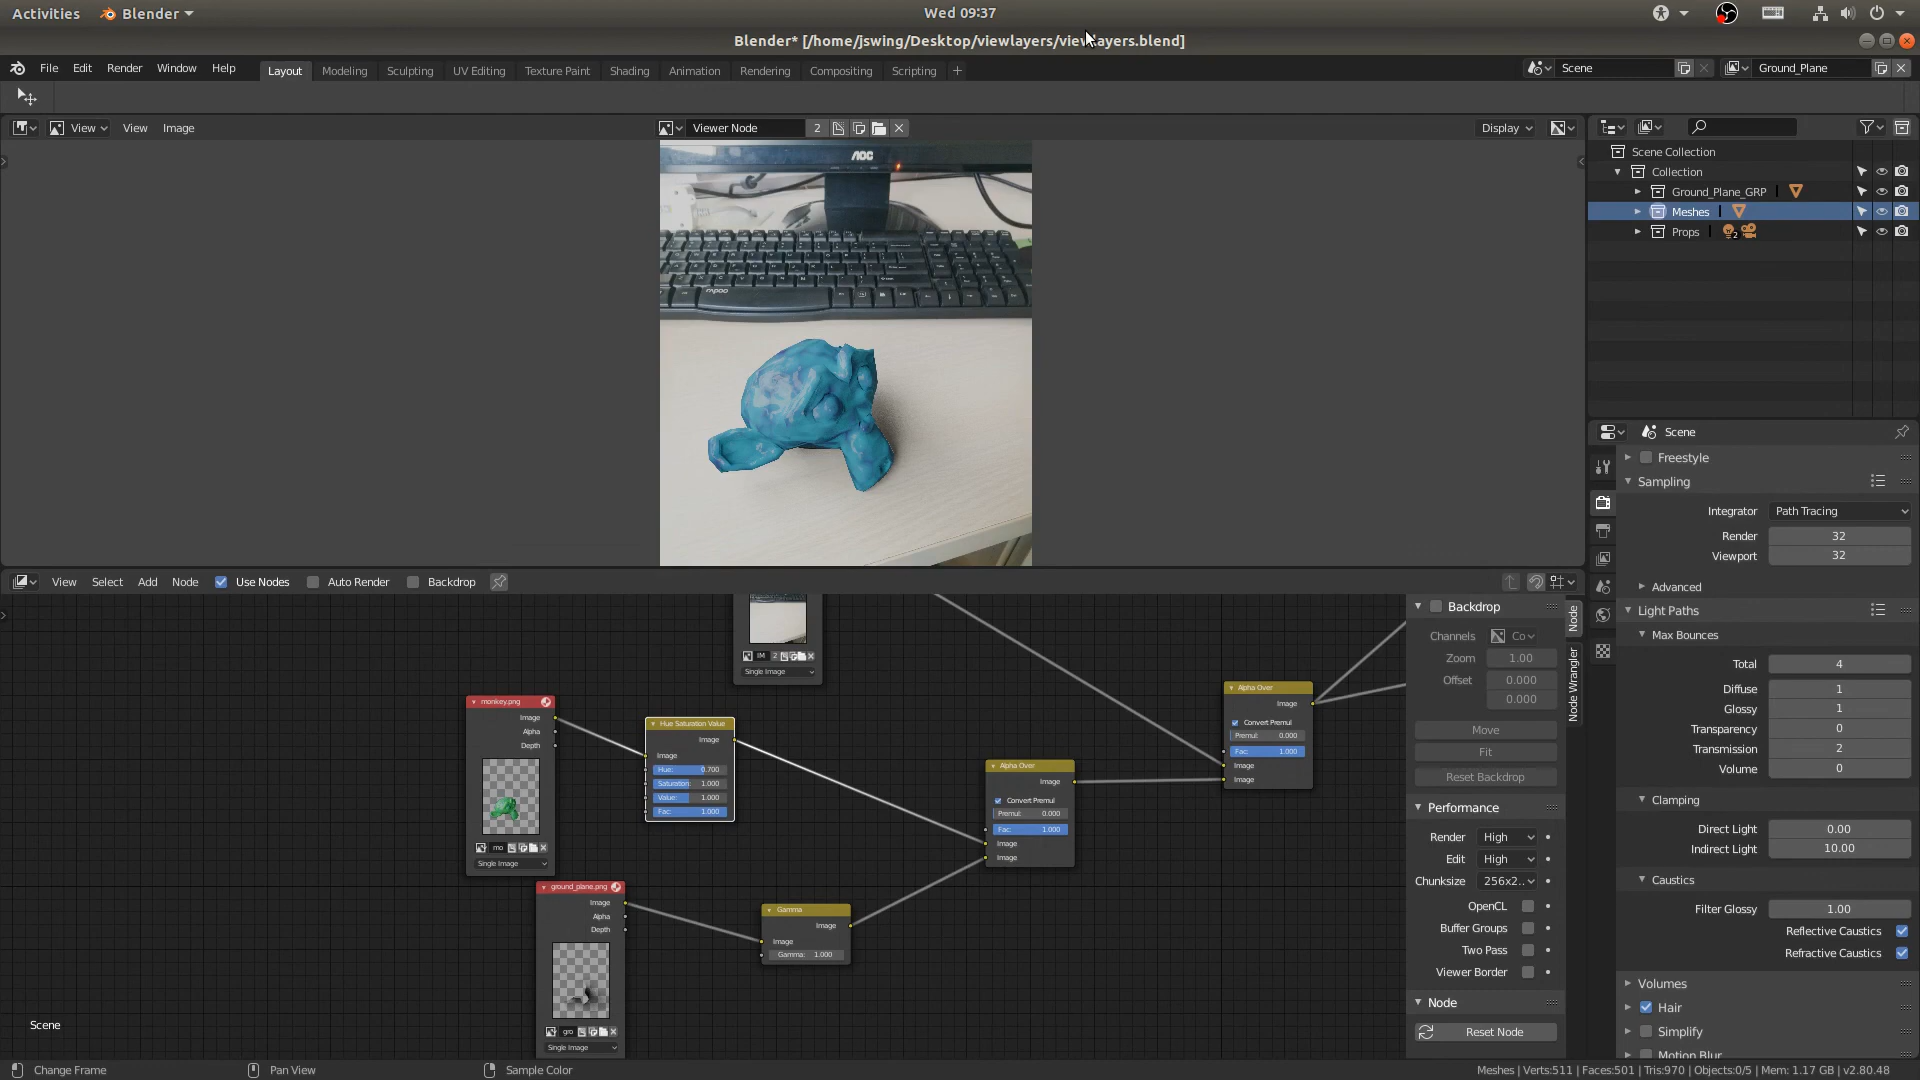 Activities Blender Wed 09:37
Blender* [/home/jswing/Desktop/viewlayers/viewlayers.blend]
File Edit Render Window Help Layout Modeling Sculpting UV Editing Texture Paint Shading Animation Rendering Compositing Scripting + Scene Ground_Plane
View View Image Viewer Node 2 Display
AOC
rapoo
Scene Collection
Collection
Ground_Plane_GRP
Meshes
Props 2
Scene
Freestyle
Sampling
Integrator Path Tracing
Render 32
Viewport 32
Advanced
Light Paths
Max Bounces
Total 4
Diffuse 1
Glossy 1
Transparency 0
Transmission 2
Volume 0
Clamping
Direct Light 0.00
Indirect Light 10.00
Caustics
Filter Glossy 1.00
Reflective Caustics
Refractive Caustics
Volumes
Hair
Simplify
Motion Blur
View Select Add Node Use Nodes Auto Render Backdrop
IM 2
Single Image
monkey.png
Image
Alpha
Depth
mo
Single Image
Hue Saturation Value
Image
Image
Hue: 0.700
Saturation: 1.000
Value: 1.000
Fac: 1.000
ground_plane.png
Image
Alpha
Depth
gro
Single Image
Gamma
Image
Image
Gamma: 1.000
Alpha Over
Image
Convert Premul
Premul: 0.000
Fac: 1.000
Image
Image
Alpha Over
Image
Convert Premul
Premul: 0.000
Fac: 1.000
Image
Image
Backdrop
Channels Co
Zoom 1.00
Offset 0.000
0.000
Move
Fit
Reset Backdrop
Performance
Render High
Edit High
Chunksize 256x2..
OpenCL
Buffer Groups
Two Pass
Viewer Border
Node
Reset Node
Node
Node Wrangler
Scene
Change Frame Pan View Sample Color Meshes | Verts:511 | Faces:501 | Tris:970 | Objects:0/5 | Mem: 1.17 GB | v2.80.48